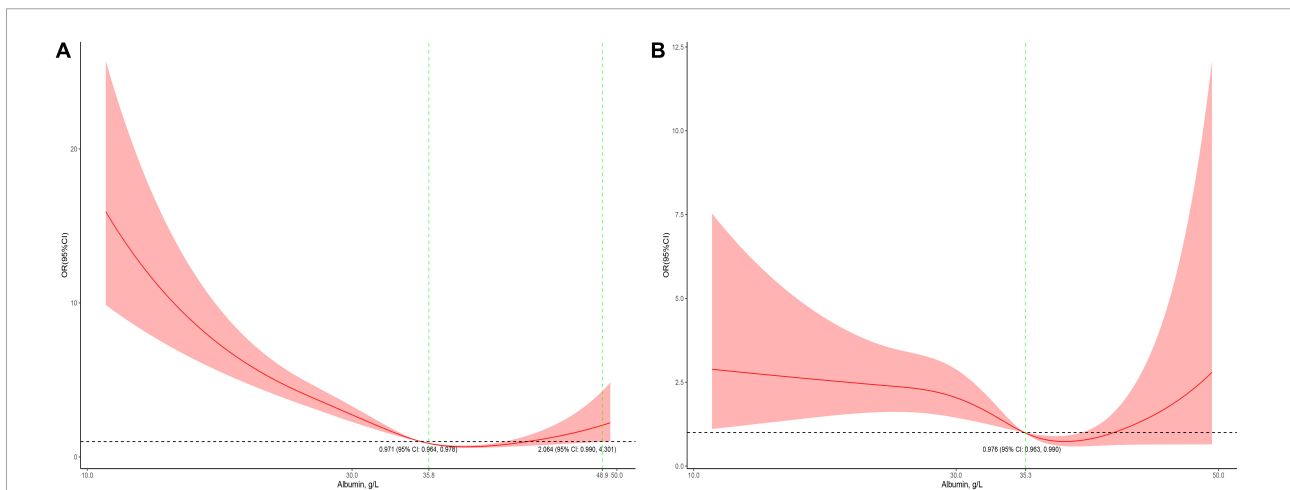 A
OR(95%CI)
20
10
0
0.971 (95% CI: 0.964, 0.978)
2.064 (95% CI: 0.990, 4.301)
10.0
30.0
35.8
48.9
50.0
Albumin, g/L
B
OR(95%CI)
12.5
10.0
7.5
5.0
2.5
0.0
0.976 (95% CI: 0.963, 0.990)
10.0
30.0
35.3
50.0
Albumin, g/L